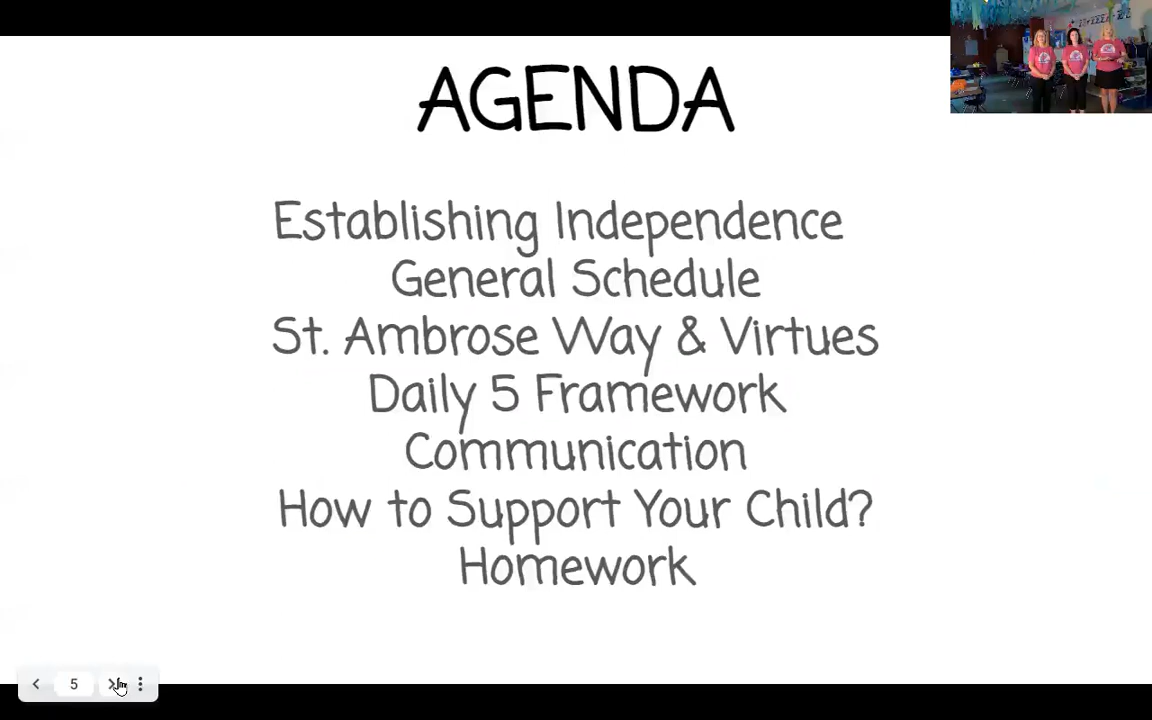 AGENDA
Establishing Independence
General Schedule
St. Ambrose Way & Virtues
Daily 5 Framework
Communication
How to Support Your Child?
Homework
5